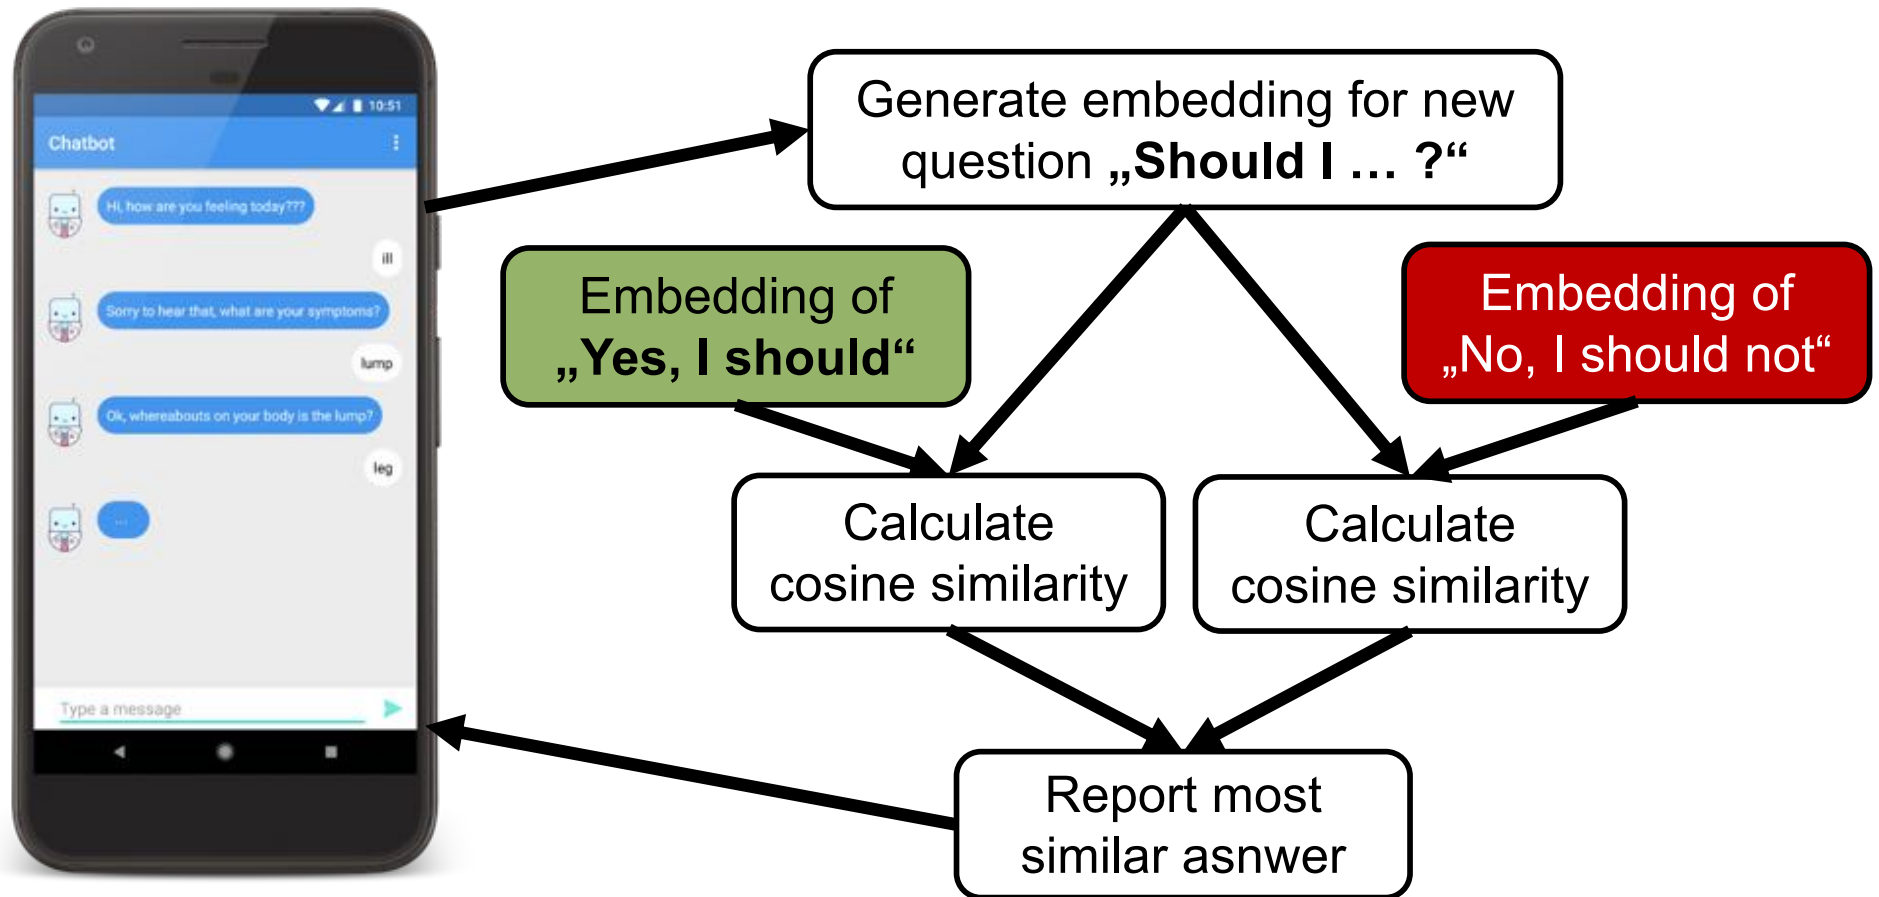 10:51
Chatbot
Hi, how are you feeling today???
ill
Sorry to hear that, what are your symptoms?
lump
Ok, whereabouts on your body is the lump?
leg
...
Type a message
Generate embedding for new
question „Should I … ?“
Embedding of
„Yes, I should“
Embedding of
„No, I should not“
Calculate
cosine similarity
Calculate
cosine similarity
Report most
similar asnwer